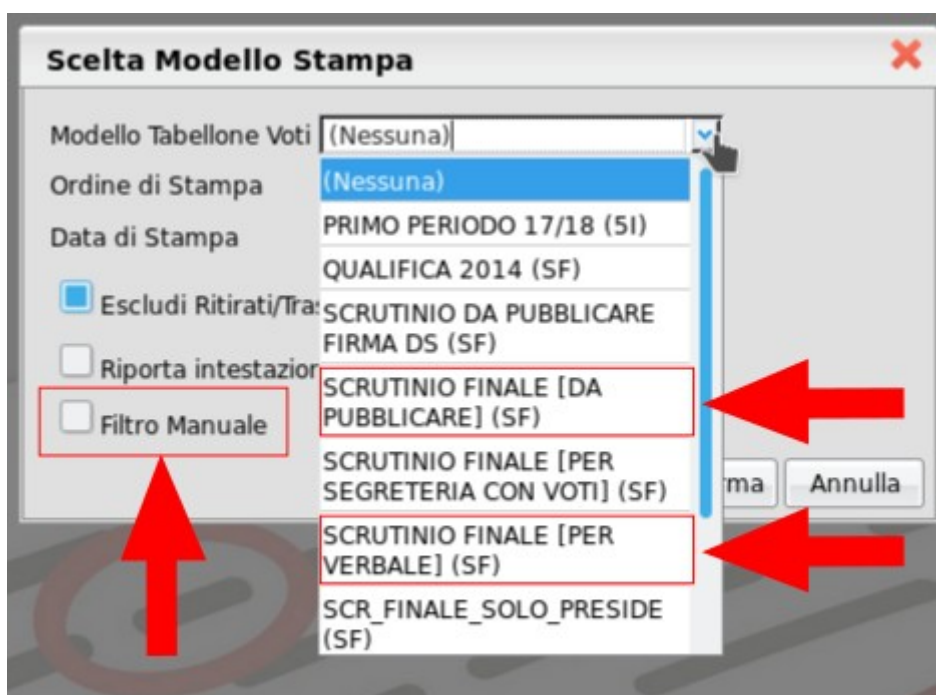 Scelta Modello Stampa
Modello Tabellone Voti (Nessuna)
Ordine di Stampa
Data di Stampa
Escludi Ritirati/Tras
Riporta intestazion
Filtro Manuale
(Nessuna)
PRIMO PERIODO 17/18 (5I)
QUALIFICA 2014 (SF)
SCRUTINIO DA PUBBLICARE
FIRMA DS (SF)
SCRUTINIO FINALE [DA
PUBBLICARE] (SF)
SCRUTINIO FINALE [PER
SEGRETERIA CON VOTI] (SF)
SCRUTINIO FINALE [PER
VERBALE] (SF)
SCR_FINALE_SOLO_PRESIDE
(SF)
rma
Annulla